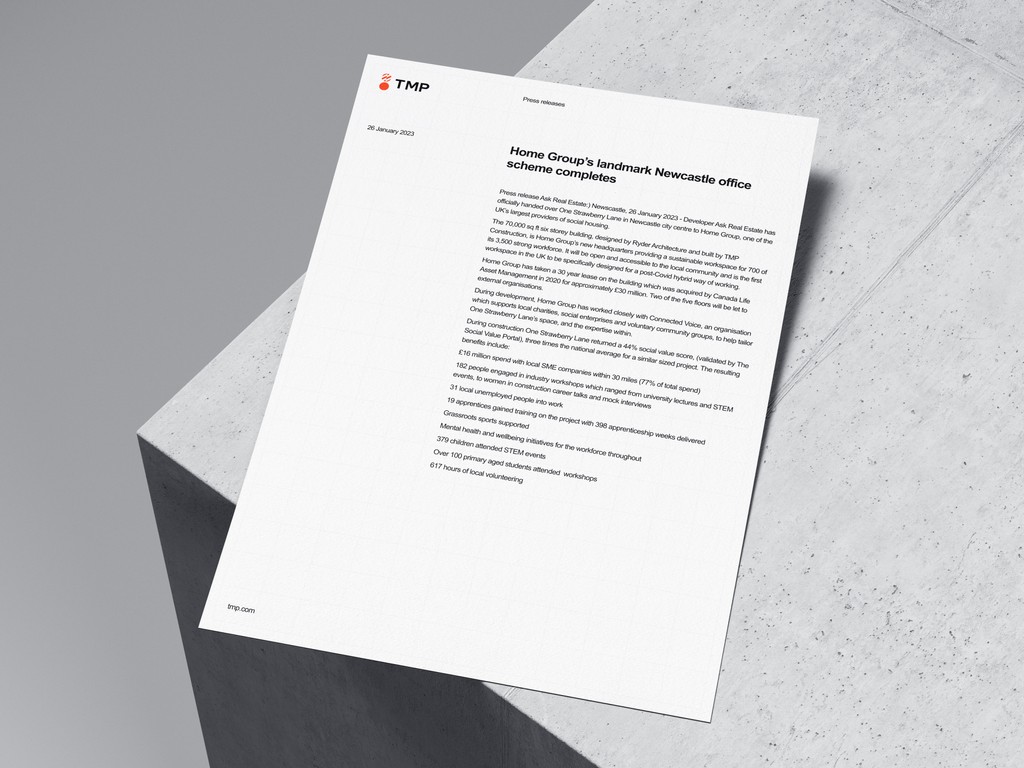 TMP
Press releases
26 January 2023
Home Group's landmark Newcastle office
scheme completes
Press release Ask Real Estate:) Newscastle, 26 January 2023 - Developer Ask Real Estate has
officially handed over One Strawberry Lane in Newcastle city centre to Home Group, one of the
UK's largest providers of social housing.
The 70,000 sq ft six storey building, designed by Ryder Architecture and built by TMP
Construction, is Home Group's new headquarters providing a sustainable workspace for 700 of
its 3,500 strong workforce. It will be open and accessible to the local community and is the first
workspace in the UK to be specifically designed for a post-Covid hybrid way of working.
Home Group has taken a 30 year lease on the building which was acquired by Canada Life
Asset Management in 2020 for approximately £30 million. Two of the five floors will be let to
external organisations.
During development, Home Group has worked closely with Connected Voice, an organisation
which supports local charities, social enterprises and voluntary community groups, to help tailor
One Strawberry Lane's space, and the expertise within.
During construction One Strawberry Lane returned a 44% social value score, (validated by The
Social Value Portal), three times the national average for a similar sized project. The resulting
benefits include:
£16 million spend with local SME companies within 30 miles (77% of total spend)
182 people engaged in industry workshops which ranged from university lectures and STEM
events, to women in construction career talks and mock interviews
31 local unemployed people into work
19 apprentices gained training on the project with 398 apprenticeship weeks delivered
Grassroots sports supported
Mental health and wellbeing initiatives for the workforce throughout
379 children attended STEM events
Over 100 primary aged students attended workshops
617 hours of local volunteering
tmp.com